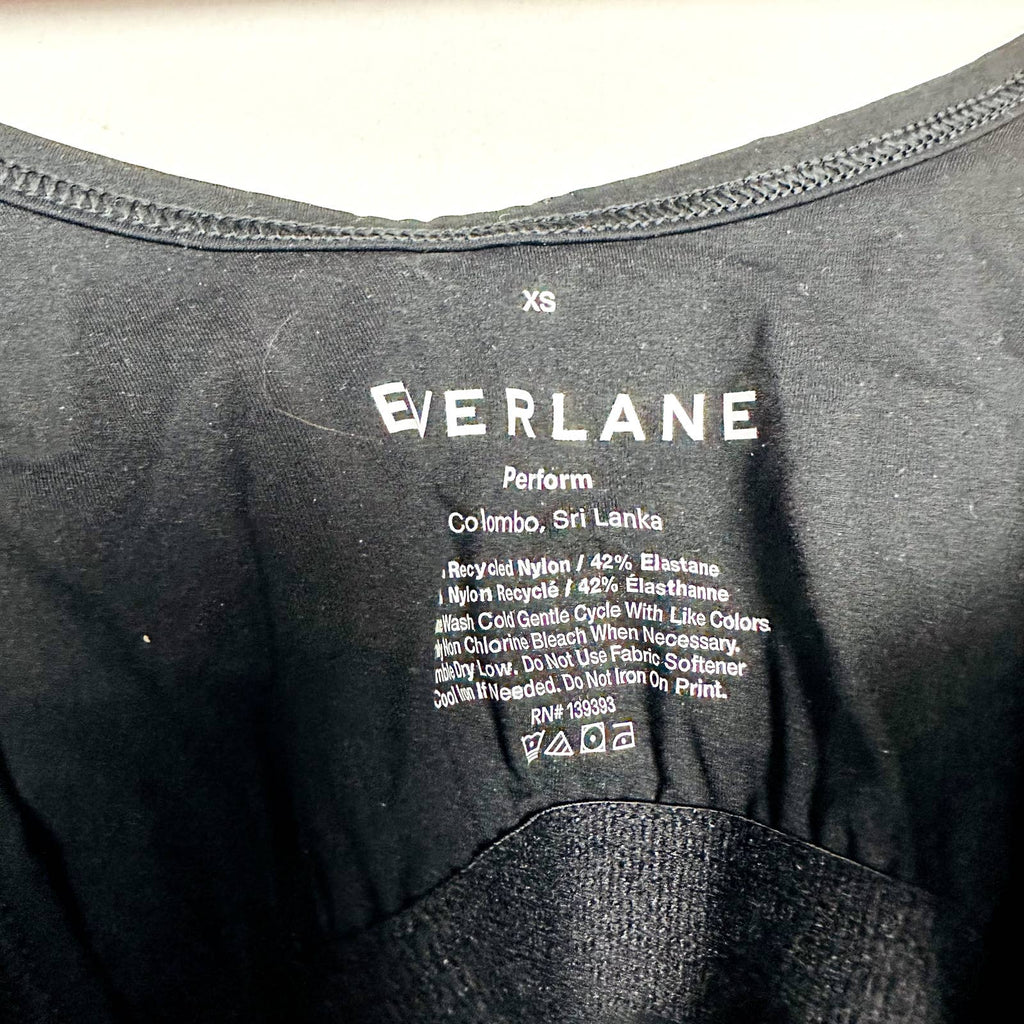 XS
EVERLANE
Perform
Colombo, Sri Lanka
Recycled Nylon / 42% Elastane
Nylon Recyclé / 42% Élasthanne
Wash Cold Gentle Cycle With Like Colors
Non Chlorine Bleach When Necessary.
Dry Low. Do Not Use Fabric Softener
Cool Iron If Needed. Do Not Iron On Print.
RN# 139393